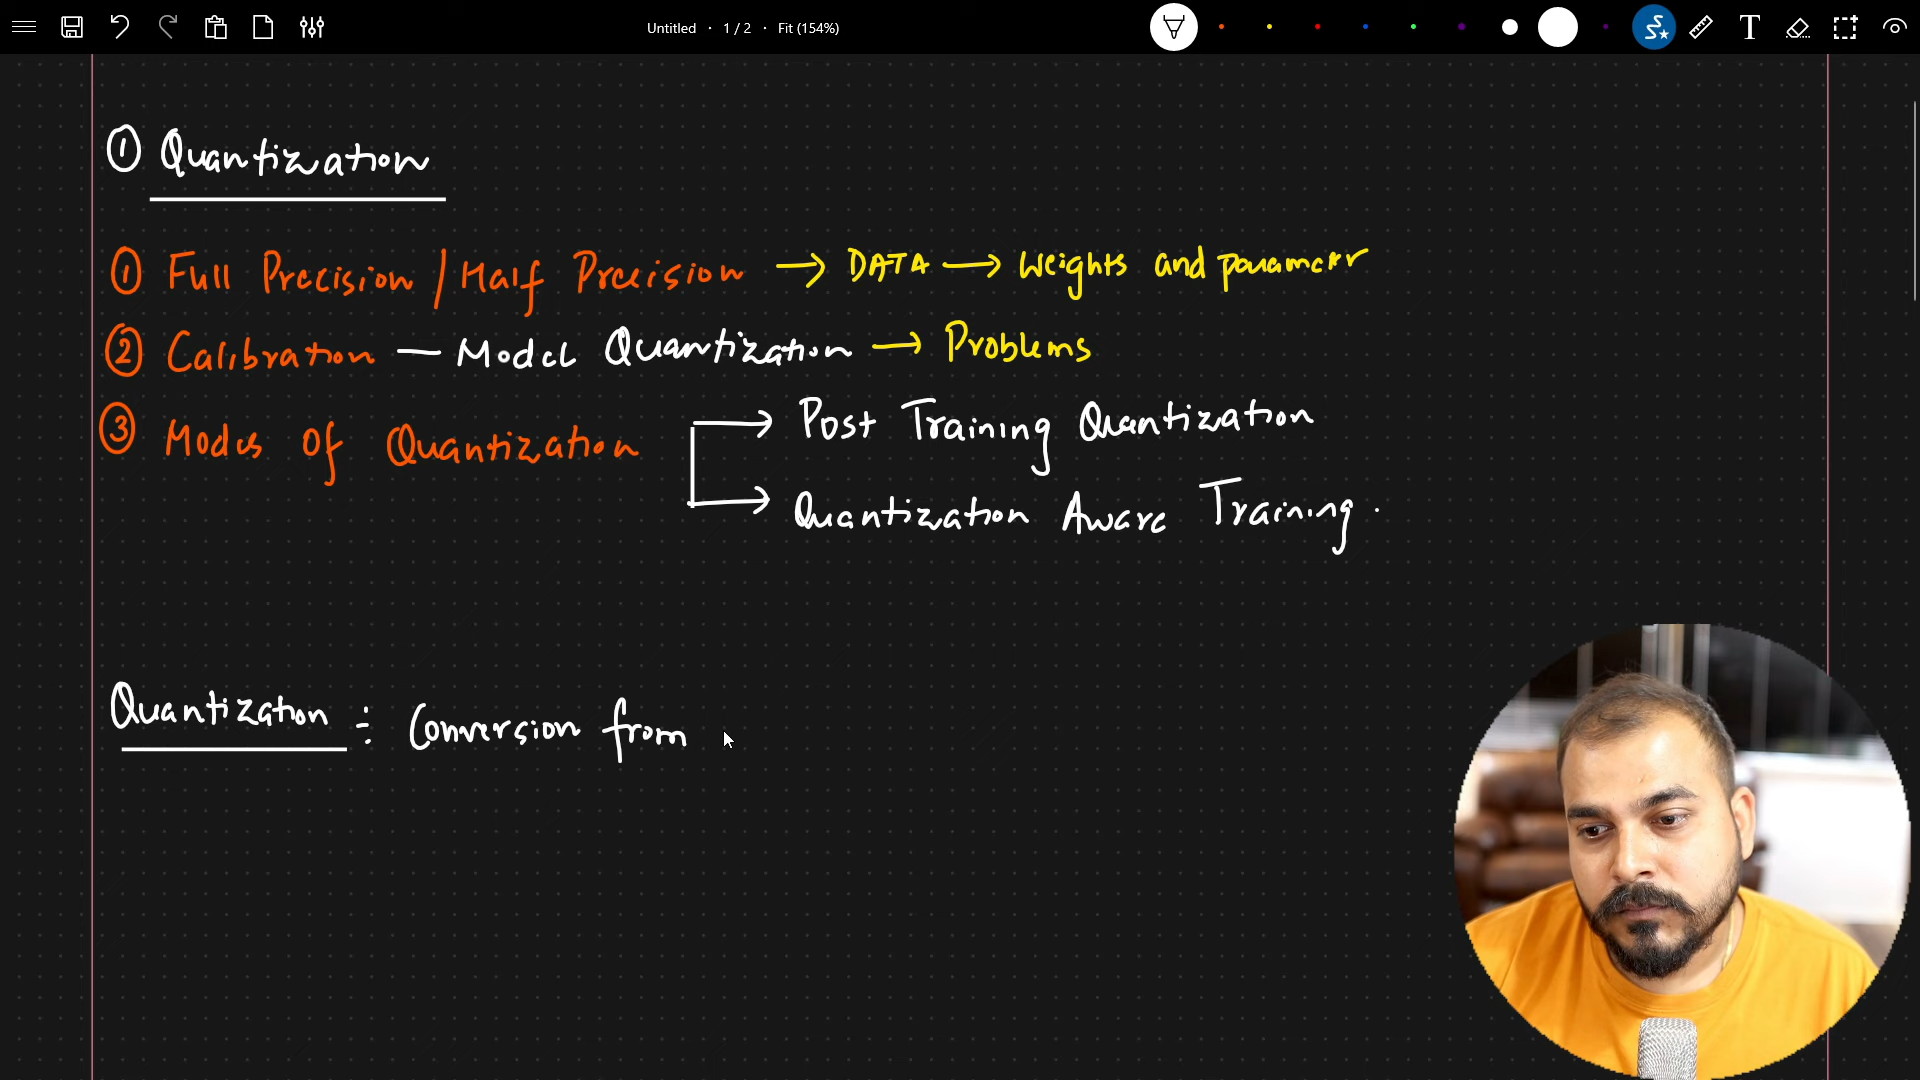 Untitled · 1 / 2 · Fit (154%)
① Quantization
① Full Precision / Half Precision → DATA → Weights and parameter
② Calibration — Model Quantization → Problems
③ Modes Of Quantization
→ Post Training Quantization
→ Quantization Aware Training.
Quantization ÷ Conversion from